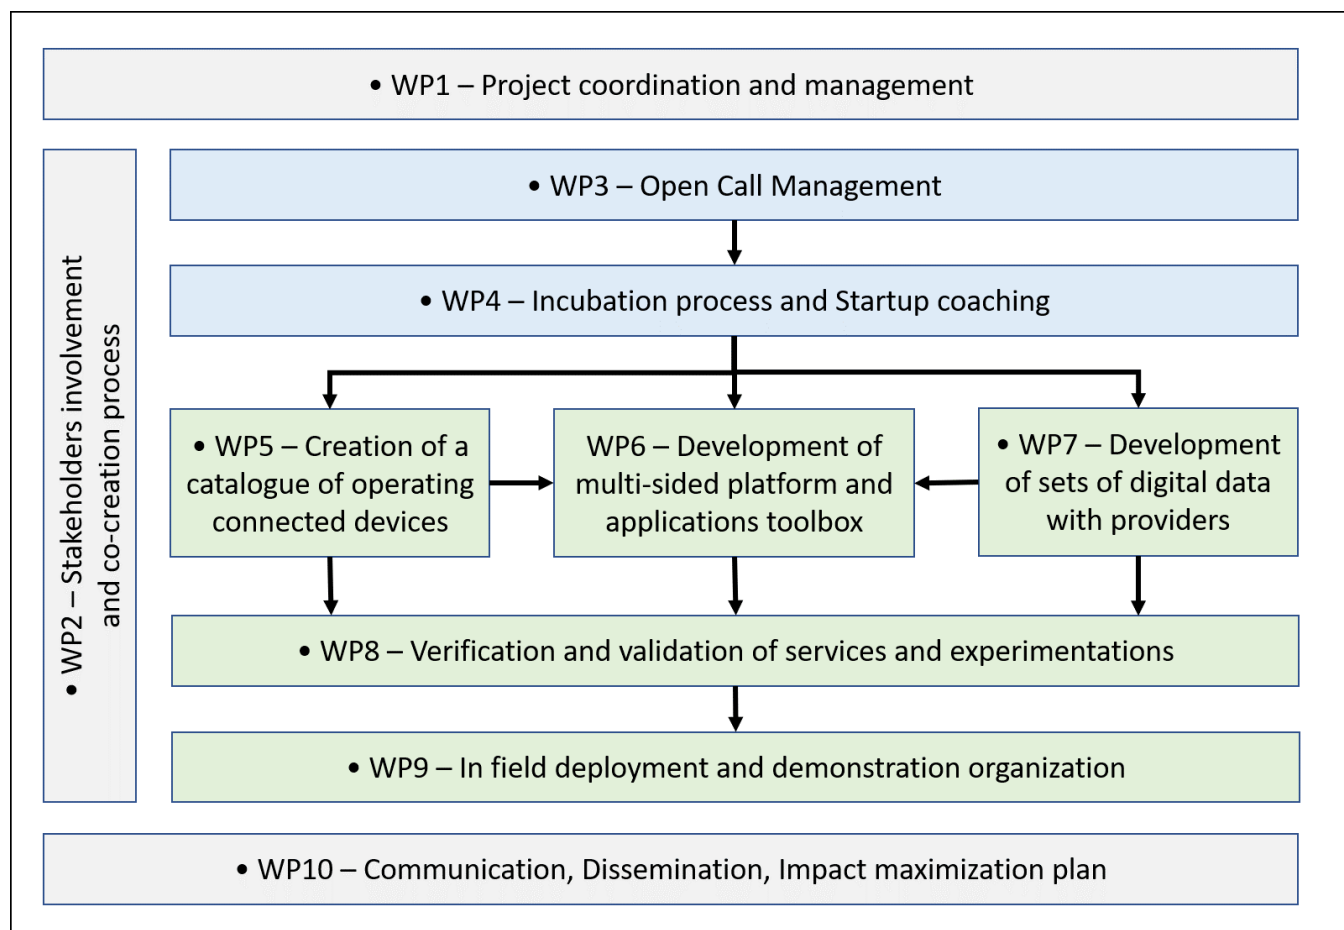 • WP1 – Project coordination and management
• WP2 – Stakeholders involvement
and co-creation process
• WP3 – Open Call Management
• WP4 – Incubation process and Startup coaching
• WP5 – Creation of a
catalogue of operating
connected devices
WP6 – Development of
multi-sided platform and
applications toolbox
• WP7 – Development
of sets of digital data
with providers
• WP8 – Verification and validation of services and experimentations
• WP9 – In field deployment and demonstration organization
• WP10 – Communication, Dissemination, Impact maximization plan